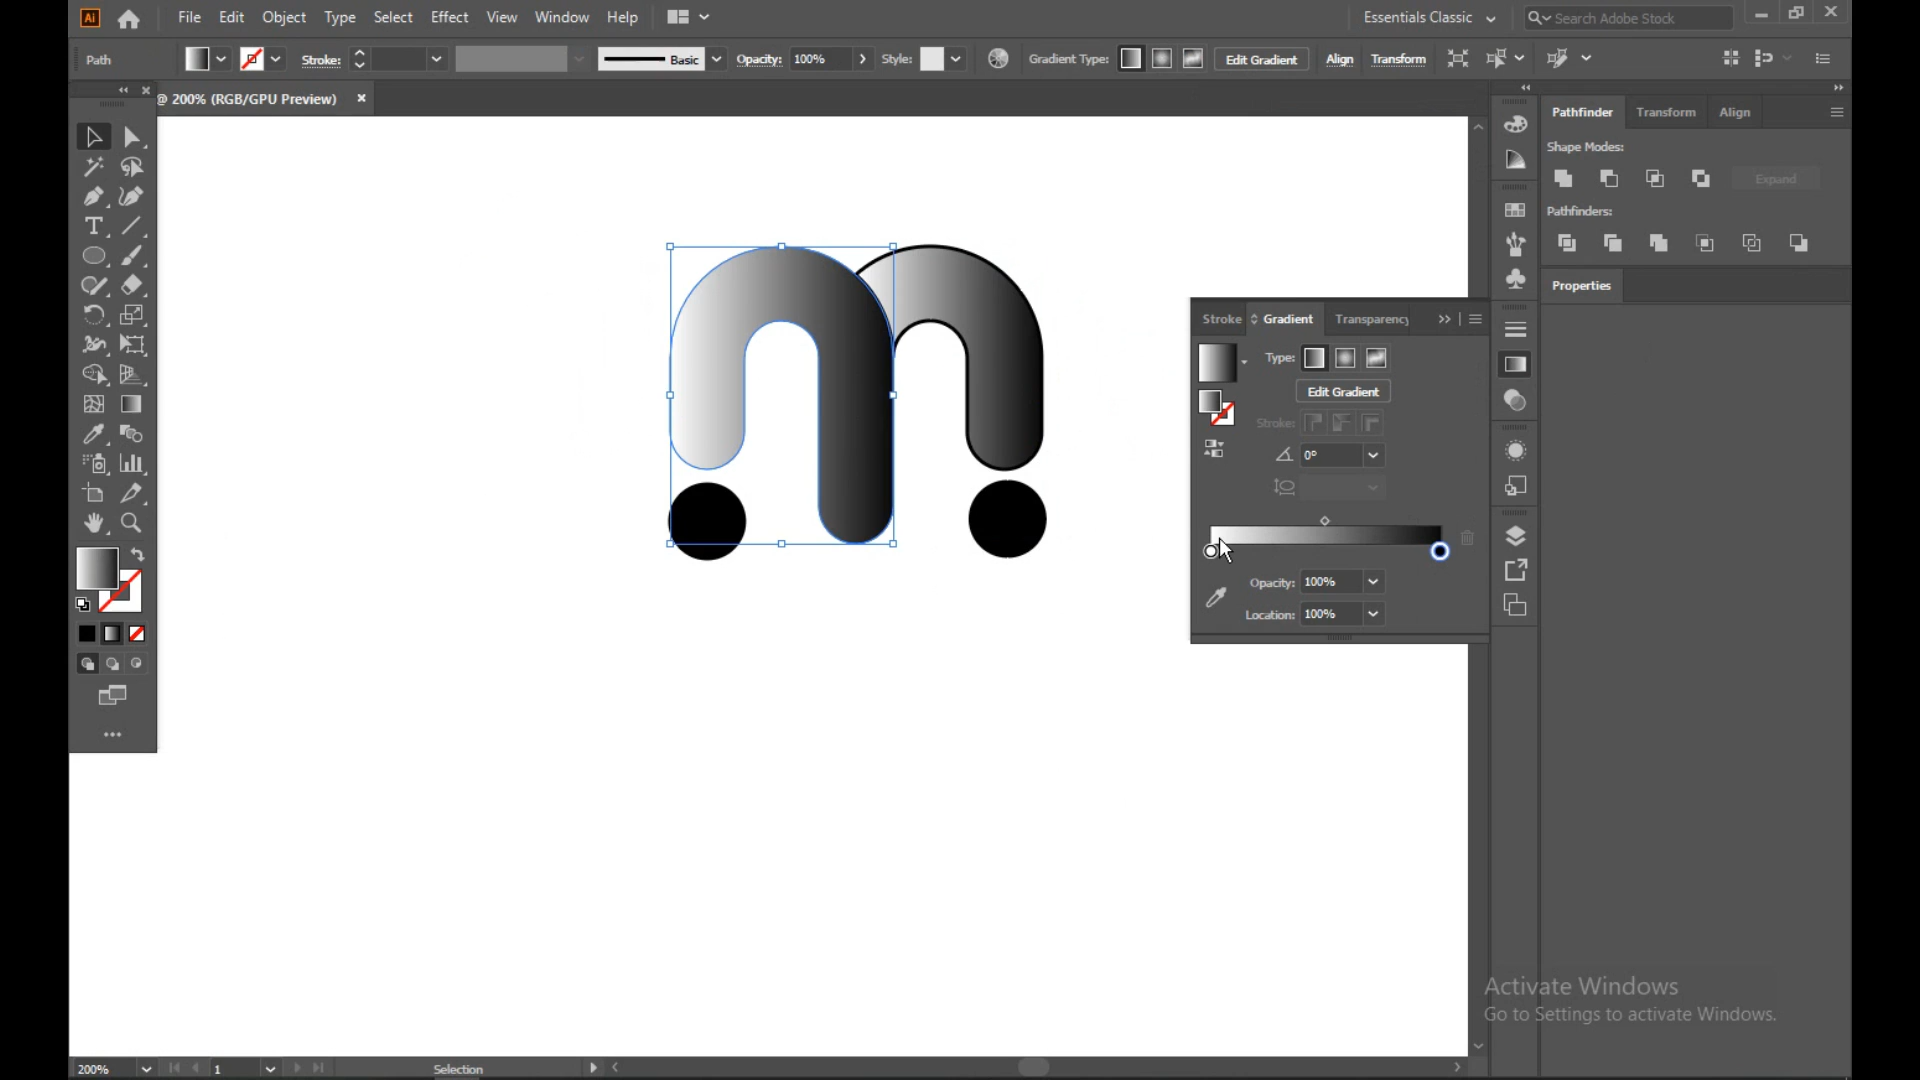 Ai File Edit Object Type Select Effect View Window Help Essentials Classic Search Adobe Stock
Path Stroke: Basic Opacity: 100% Style: Gradient Type: Edit Gradient Align Transform
@ 200% (RGB/GPU Preview)
Pathfinder Transform Align
Shape Modes:
Expand
Pathfinders:
Properties
Stroke Gradient Transparency
Type:
Edit Gradient
Stroke:
0°
Opacity: 100%
Location: 100%
Activate Windows
Go to Settings to activate Windows.
200% 1 Selection